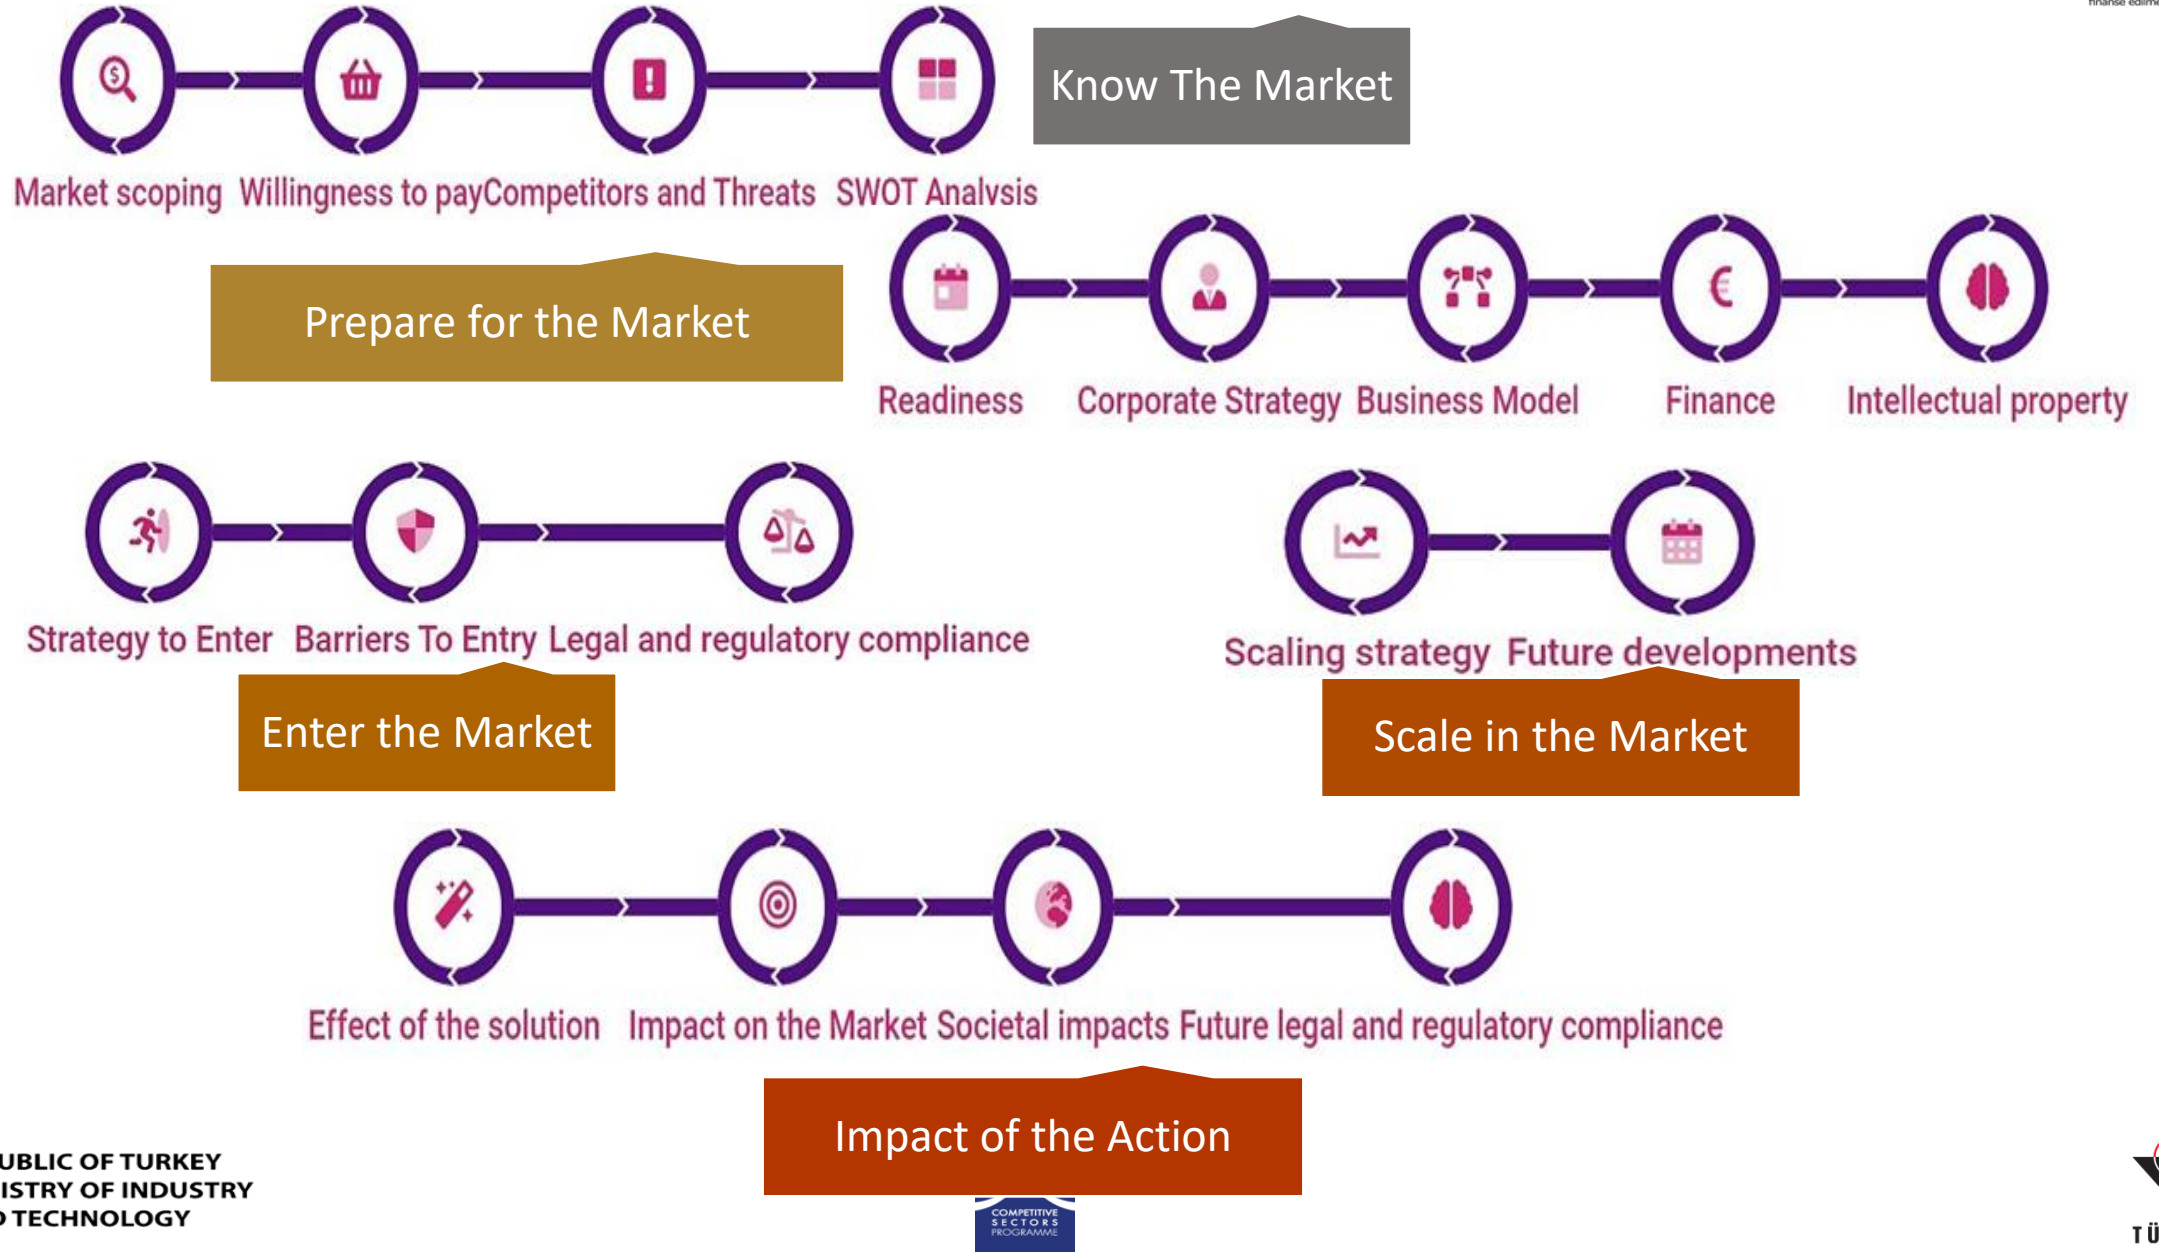 Know The Market
Market scoping Willingness to pay Competitors and Threats SWOT Analysis
Prepare for the Market
Readiness Corporate Strategy Business Model Finance Intellectual property
Strategy to Enter Barriers To Entry Legal and regulatory compliance
Scaling strategy Future developments
Enter the Market
Scale in the Market
Effect of the solution Impact on the Market Societal impacts Future legal and regulatory compliance
Impact of the Action
UBLIC OF TURKEY
ISTRY OF INDUSTRY
TECHNOLOGY
COMPETITIVE
SECTORS
PROGRAMME
TÜ